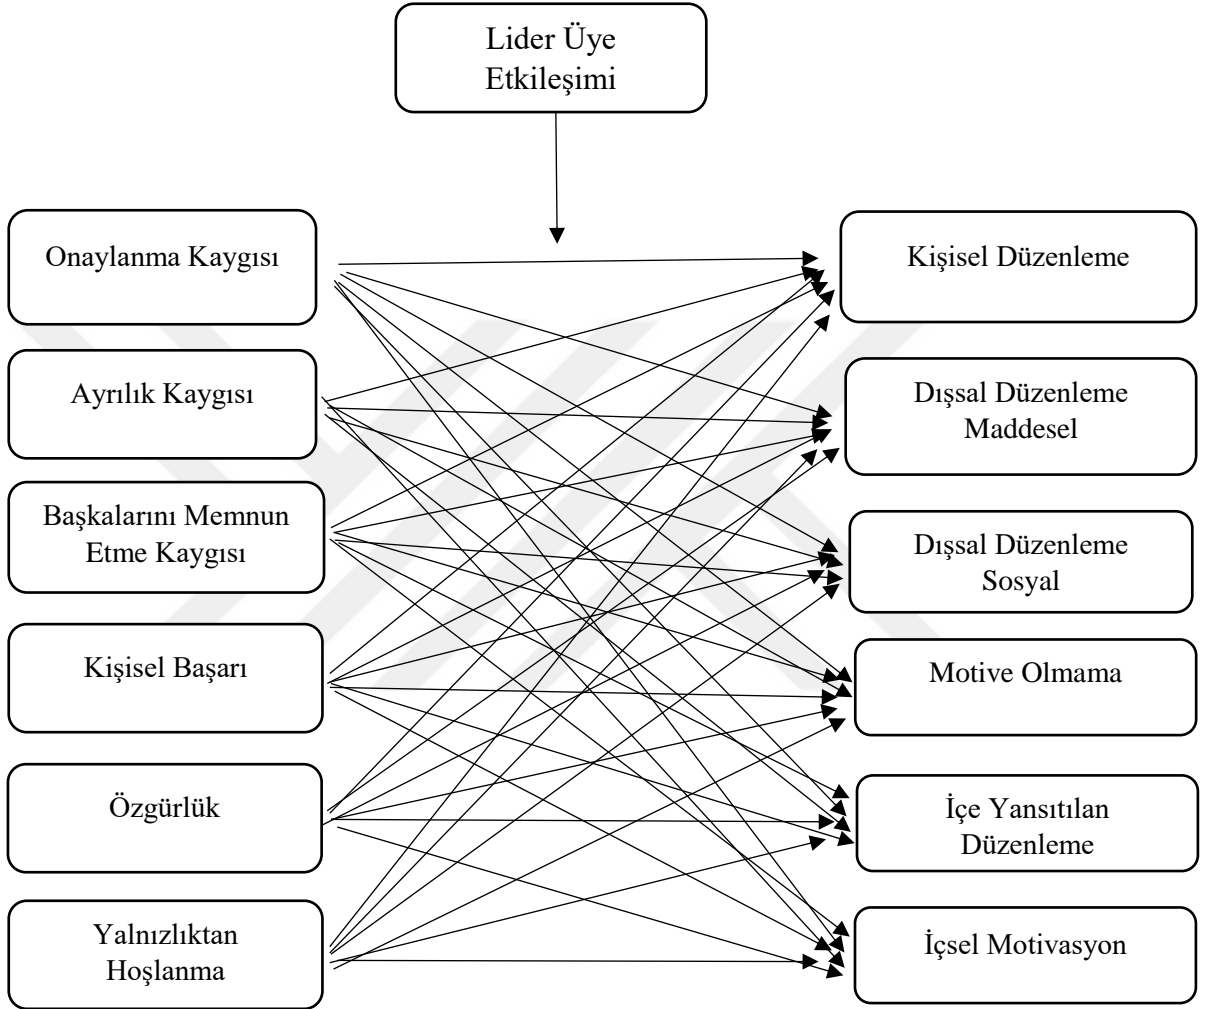 Lider Üye
Etkileşimi
Onaylanma Kaygısı
Kişisel Düzenleme
Ayrılık Kaygısı
Dışsal Düzenleme
Maddesel
Başkalarını Memnun
Etme Kaygısı
Dışsal Düzenleme
Sosyal
Kişisel Başarı
Motive Olmama
Özgürlük
İçe Yansıtılan
Düzenleme
Yalnızlıktan
Hoşlanma
İçsel Motivasyon